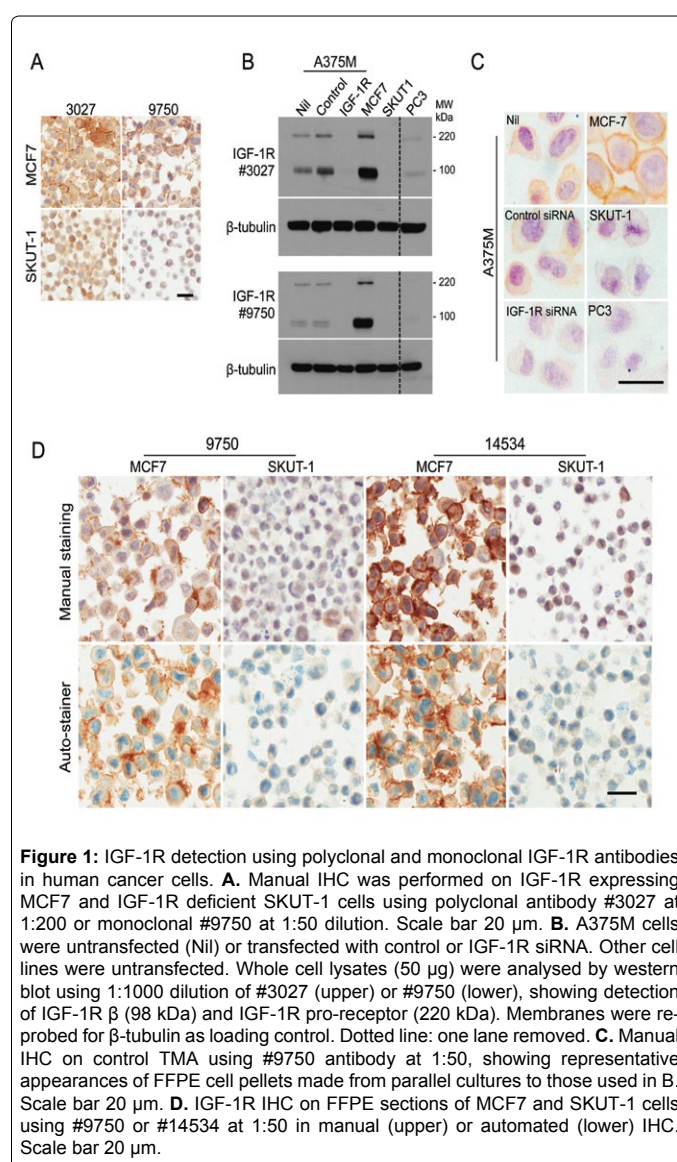 A
3027 9750
MCF7
SKUT-1
B
A375M
Nil Control IGF-1R MCF7 SKUT1 PC3
MW
kDa
IGF-1R
#3027
- 220
- 100
β-tubulin
IGF-1R
#9750
- 220
- 100
β-tubulin
C
A375M
Nil MCF-7
Control siRNA SKUT-1
IGF-1R siRNA PC3
D
9750 14534
MCF7 SKUT-1 MCF7 SKUT-1
Manual staining
Auto-stainer
Figure 1: IGF-1R detection using polyclonal and monoclonal IGF-1R antibodies
in human cancer cells. A. Manual IHC was performed on IGF-1R expressing
MCF7 and IGF-1R deficient SKUT-1 cells using polyclonal antibody #3027 at
1:200 or monoclonal #9750 at 1:50 dilution. Scale bar 20 µm. B. A375M cells
were untransfected (Nil) or transfected with control or IGF-1R siRNA. Other cell
lines were untransfected. Whole cell lysates (50 µg) were analysed by western
blot using 1:1000 dilution of #3027 (upper) or #9750 (lower), showing detection
of IGF-1R β (98 kDa) and IGF-1R pro-receptor (220 kDa). Membranes were re-
probed for β-tubulin as loading control. Dotted line: one lane removed. C. Manual
IHC on control TMA using #9750 antibody at 1:50, showing representative
appearances of FFPE cell pellets made from parallel cultures to those used in B.
Scale bar 20 µm. D. IGF-1R IHC on FFPE sections of MCF7 and SKUT-1 cells
using #9750 or #14534 at 1:50 in manual (upper) or automated (lower) IHC.
Scale bar 20 µm.